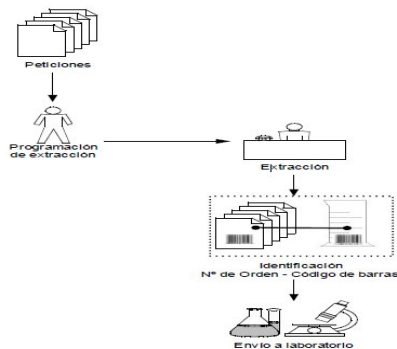 Peticiones
Programación
de extracción
Extracción
Identificación
Nº de Orden - Código de barras
Envío a laboratorio